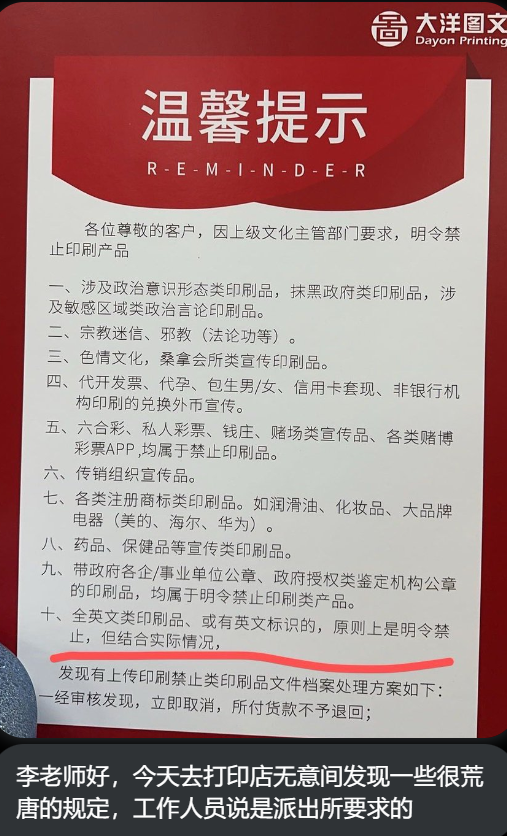 大洋图文
Dayon Printing
温馨提示
R-E-M-I-N-D-E-R
各位尊敬的客户，因上级文化主管部门要求，明令禁
止印刷产品
一、涉及政治意识形态类印刷品，抹黑政府类印刷品，涉
及敏感区域类政治言论印刷品。
二、宗教迷信、邪教（法论功等）。
三、色情文化，桑拿会所类宣传印刷品。
四、代开发票、代孕、包生男/女、信用卡套现、非银行机
构印刷的兑换外币宣传。
五、六合彩、私人彩票、钱庄、赌场类宣传品、各类赌博
彩票APP,均属于禁止印刷品。
六、传销组织宣传品。
七、各类注册商标类印刷品。如润滑油、化妆品、大品牌
电器（美的、海尔、华为）。
八、药品、保健品等宣传类印刷品。
九、带政府各企/事业单位公章、政府授权类鉴定机构公章
的印刷品，均属于明令禁止印刷类产品。
十、全英文类印刷品、或有英文标识的，原则上是明令禁
止，但结合实际情况，
发现有上传印刷禁止类印刷品文件档案处理方案如下：
一经审核发现，立即取消，所付货款不予退回；
李老师好，今天去打印店无意间发现一些很荒
唐的规定，工作人员说是派出所要求的